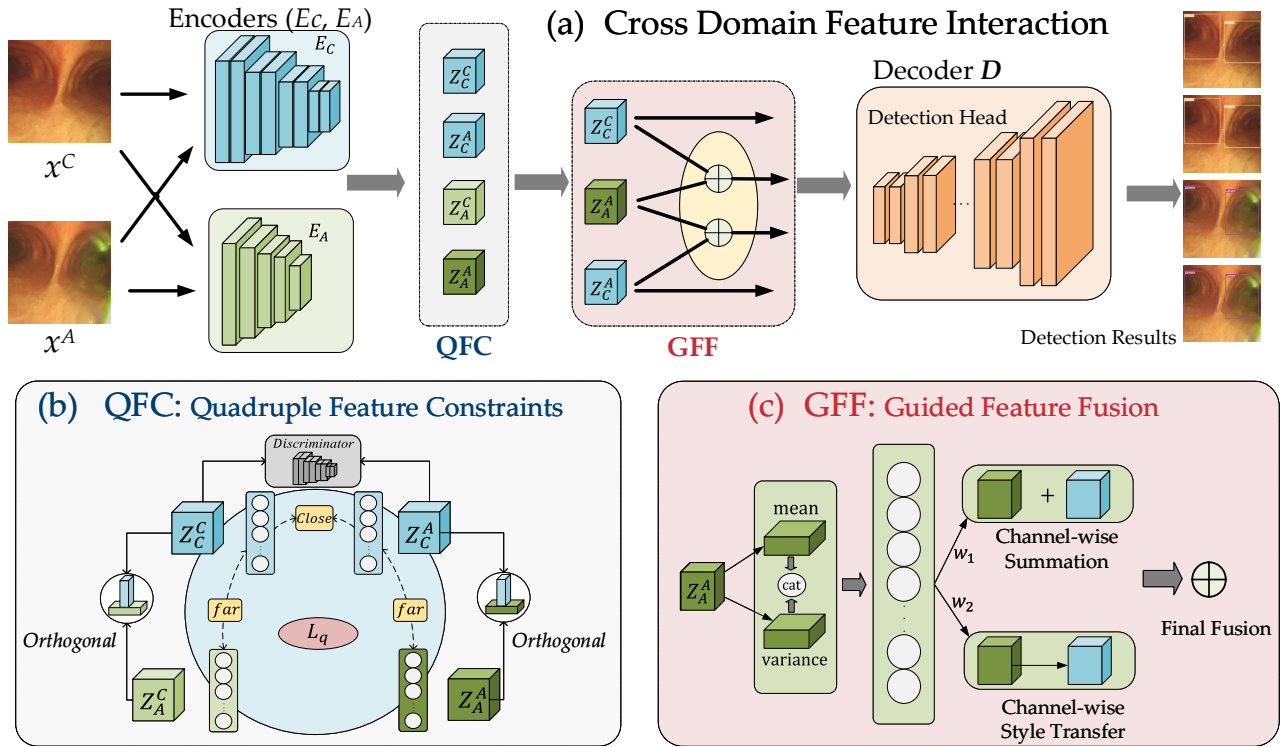 Encoders (Ec, EA)
(a) Cross Domain Feature Interaction
E_C
x^C
E_A
x^A
Z_C^C
Z_C^A
Z_A^C
Z_A^A
QFC
Z_C^C
Z_A^A
Z_C^A
GFF
Decoder D
Detection Head
...
Detection Results
(b) QFC: Quadruple Feature Constraints
Discriminator
Z_C^C
Close
Z_C^A
far
far
Orthogonal
L_q
Orthogonal
Z_A^C
Z_A^A
(c) GFF: Guided Feature Fusion
mean
Z_A^A
cat
variance
w_1
w_2
+
Channel-wise
Summation
Final Fusion
Channel-wise
Style Transfer